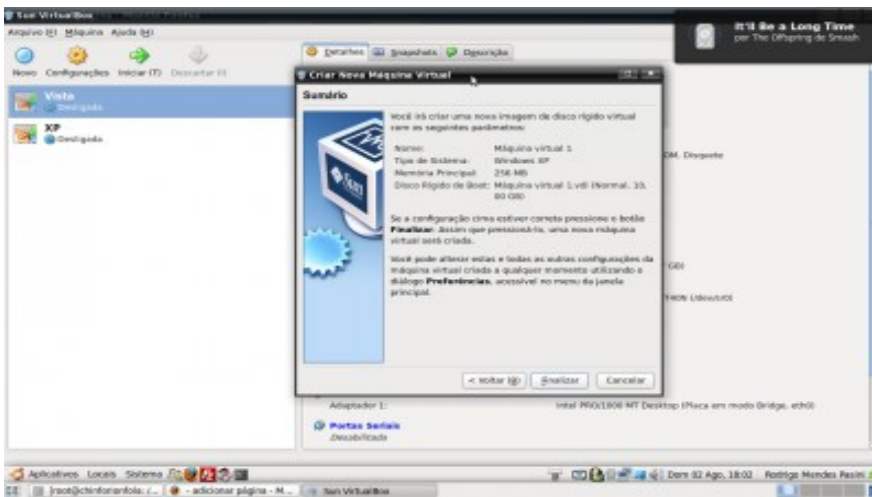 Sun VirtualBox
It'll Be a Long Time
por The Offspring de Smash
Arquivo (F) Máquina Ajuda (H)
Novo Configurações Iniciar (T) Descartar (I)
Detalhes Snapshots Descrição
Vista
Desligada
XP
Desligada
Criar Nova Máquina Virtual
Sumário
Você irá criar uma nova imagem de disco rígido virtual
com os seguintes parâmetros:
Nome: Máquina virtual 1
Tipo de Sistema: Windows XP
Memória Principal: 256 MB
Disco Rígido de Boot: Máquina virtual 1.vdi (Normal, 10,
00 GB)
Se a configuração cima estiver correta pressione o botão
Finalizar. Assim que pressioná-lo, uma nova máquina
virtual será criada.
Você pode alterar estas e todas as outras configurações da
máquina virtual criada a qualquer momento utilizando o
diálogo Preferências, acessível no menu da janela
principal.
Sun
OM, Disquete
GB)
< Voltar (B) Finalizar Cancelar
Adaptador 1: Intel PRO/1000 MT Desktop (Placa em modo Bridge, eth0)
Portas Seriais
Desabilitado
Aplicativos Locais Sistema
Dom 02 Ago, 18:02 Rodrigo Mendes Pasini
- adicionar página - M...
Sun VirtualBox